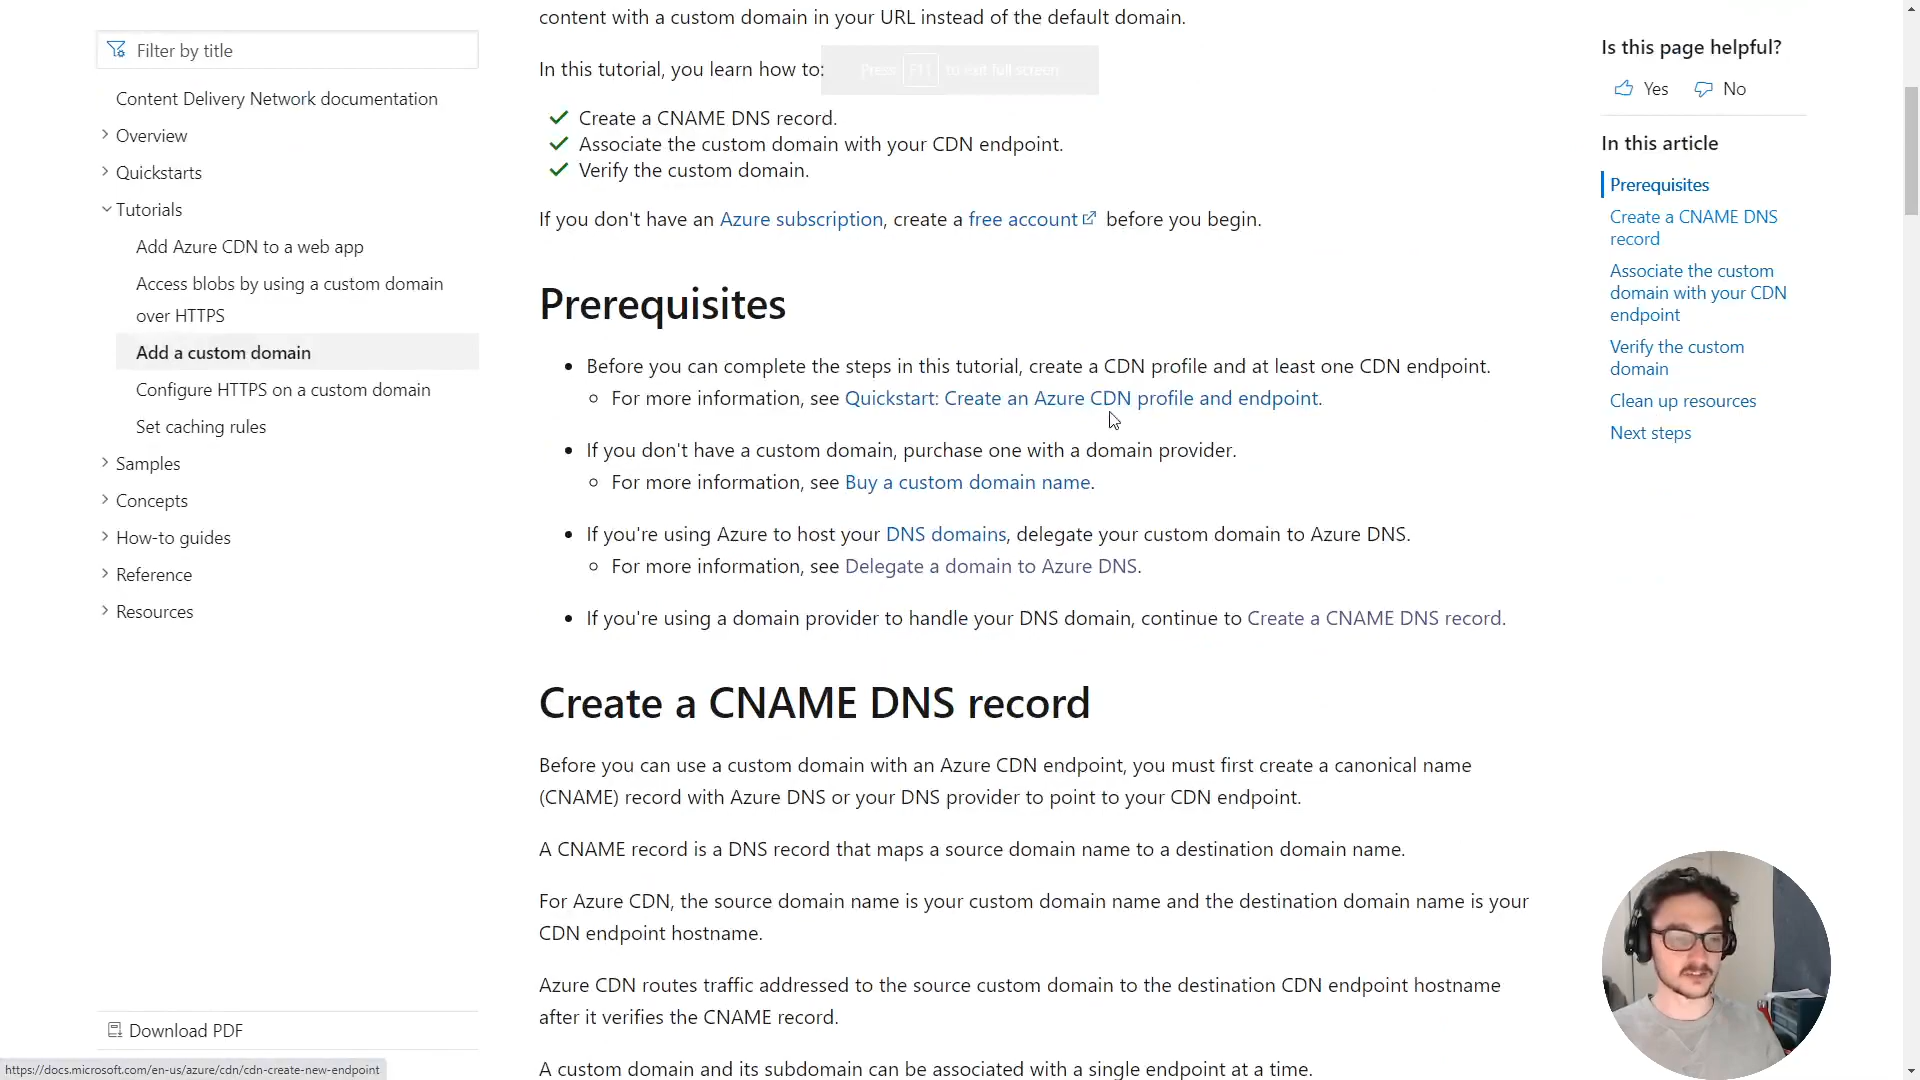 Filter by title
Content Delivery Network documentation
Overview
Quickstarts
Tutorials
Add Azure CDN to a web app
Access blobs by using a custom domain
over HTTPS
Add a custom domain
Configure HTTPS on a custom domain
Set caching rules
Samples
Concepts
How-to guides
Reference
Resources
Download PDF
https://docs.microsoft.com/en-us/azure/cdn/cdn-create-new-endpoint
content with a custom domain in your URL instead of the default domain.
In this tutorial, you learn how to:
Press F11 to exit full screen
Create a CNAME DNS record.
Associate the custom domain with your CDN endpoint.
Verify the custom domain.
If you don't have an Azure subscription, create a free account before you begin.
Prerequisites
Before you can complete the steps in this tutorial, create a CDN profile and at least one CDN endpoint.
For more information, see Quickstart: Create an Azure CDN profile and endpoint.
If you don't have a custom domain, purchase one with a domain provider.
For more information, see Buy a custom domain name.
If you're using Azure to host your DNS domains, delegate your custom domain to Azure DNS.
For more information, see Delegate a domain to Azure DNS.
If you're using a domain provider to handle your DNS domain, continue to Create a CNAME DNS record.
Create a CNAME DNS record
Before you can use a custom domain with an Azure CDN endpoint, you must first create a canonical name
(CNAME) record with Azure DNS or your DNS provider to point to your CDN endpoint.
A CNAME record is a DNS record that maps a source domain name to a destination domain name.
For Azure CDN, the source domain name is your custom domain name and the destination domain name is your
CDN endpoint hostname.
Azure CDN routes traffic addressed to the source custom domain to the destination CDN endpoint hostname
after it verifies the CNAME record.
A custom domain and its subdomain can be associated with a single endpoint at a time.
Is this page helpful?
Yes No
In this article
Prerequisites
Create a CNAME DNS
record
Associate the custom
domain with your CDN
endpoint
Verify the custom
domain
Clean up resources
Next steps